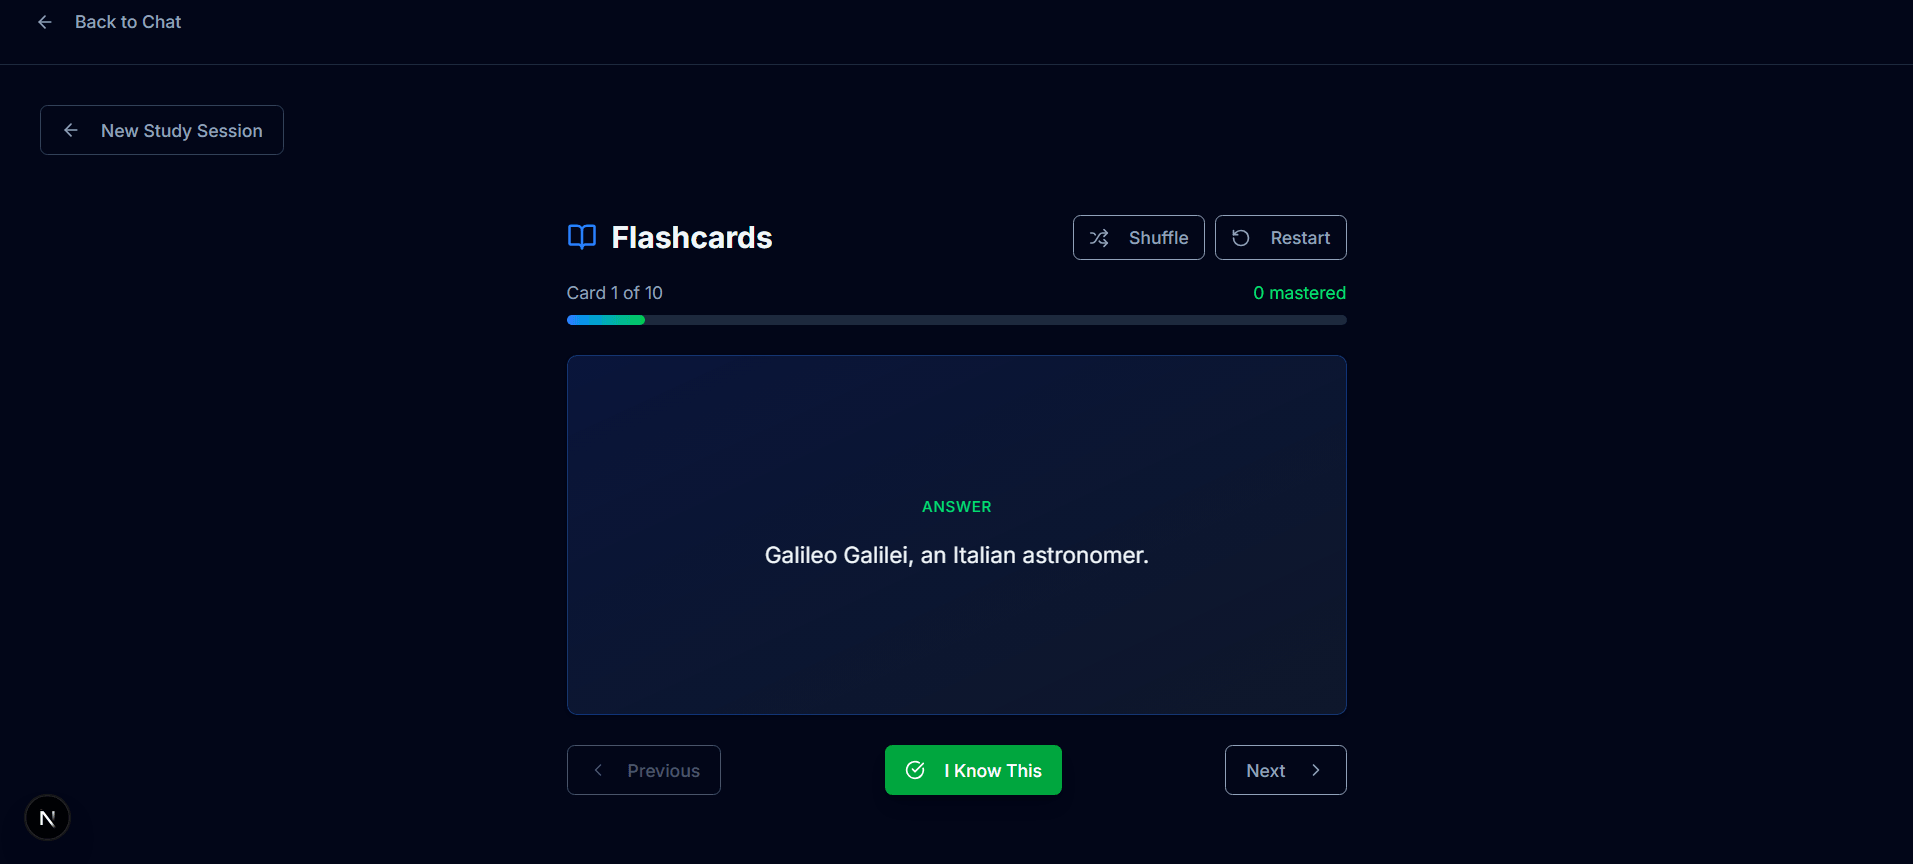 Back to Chat
New Study Session
Flashcards
Shuffle
Restart
Card 1 of 10
0 mastered
ANSWER
Galileo Galilei, an Italian astronomer.
Previous
I Know This
Next
N